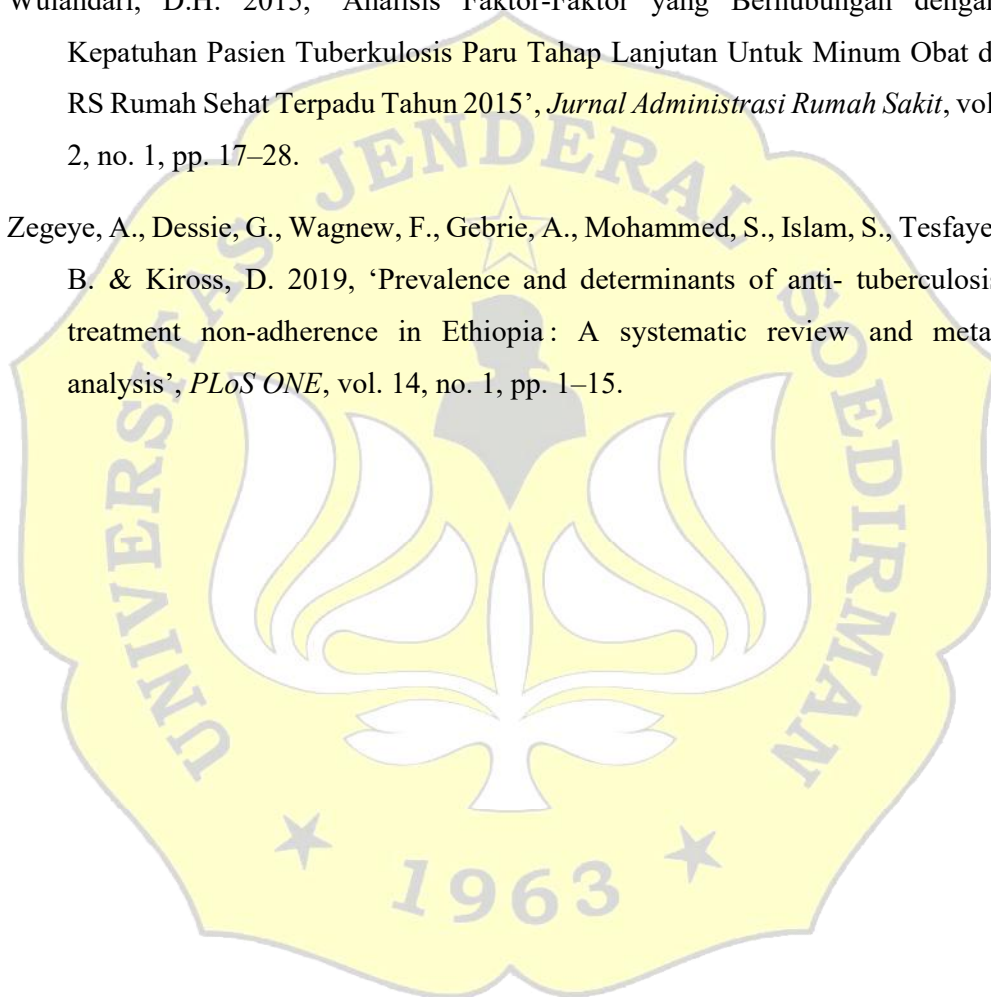 Wulandari, D.H. 2015, ‘Analisis Faktor-Faktor yang Berhubungan dengan
Kepatuhan Pasien Tuberkulosis Paru Tahap Lanjutan Untuk Minum Obat d
RS Rumah Sehat Terpadu Tahun 2015’, Jurnal Administrasi Rumah Sakit, vol
2, no. 1, pp. 17–28.
Zegeye, A., Dessie, G., Wagnew, F., Gebrie, A., Mohammed, S., Islam, S., Tesfaye
B. & Kiross, D. 2019, ‘Prevalence and determinants of anti- tuberculosis
treatment non-adherence in Ethiopia : A systematic review and meta
analysis’, PLoS ONE, vol. 14, no. 1, pp. 1–15.
UNIVERSITAS JENDERAL SOEDIRMAN
1963